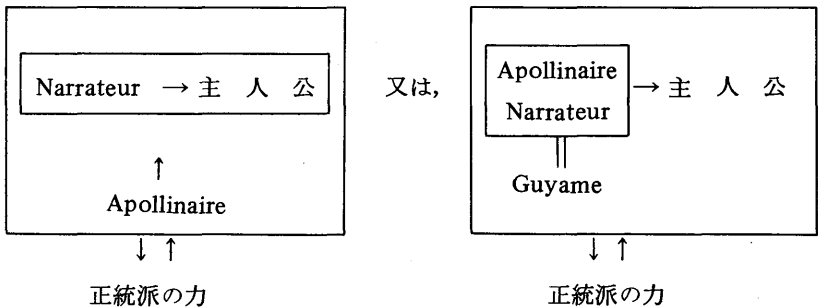 Narrateur → 主 人 公
↑
Apollinaire
↓ ↑
正統派の力
又は,
Apollinaire
Narrateur
→ 主 人 公
Guyame
↓ ↑
正統派の力